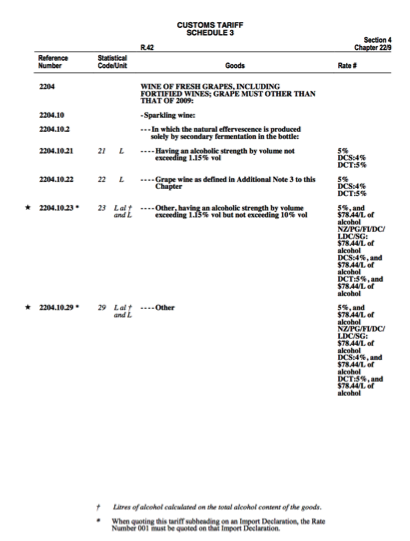 CUSTOMS TARIFF
SCHEDULE 3
Section 4
R.42 Chapter 22/9
Reference Number Statistical Code/Unit Goods Rate #
2204 WINE OF FRESH GRAPES, INCLUDING
FORTIFIED WINES; GRAPE MUST OTHER THAN
THAT OF 2009:
2204.10 -Sparkling wine:
2204.10.2 ---In which the natural effervescence is produced
solely by secondary fermentation in the bottle:
2204.10.21 21 L ----Having an alcoholic strength by volume not 5%
exceeding 1.15% vol DCS:4%
DCT:5%
2204.10.22 22 L ----Grape wine as defined in Additional Note 3 to this 5%
Chapter DCS:4%
DCT:5%
★ 2204.10.23 * 23 L al † ----Other, having an alcoholic strength by volume 5%, and
and L exceeding 1.15% vol but not exceeding 10% vol $78.44/L of
alcohol
NZ/PG/FI/DC/
LDC/SG:
$78.44/L of
alcohol
DCS:4%, and
$78.44/L of
alcohol
DCT:5%, and
$78.44/L of
alcohol
★ 2204.10.29 * 29 L al † ----Other 5%, and
and L $78.44/L of
alcohol
NZ/PG/FI/DC/
LDC/SG:
$78.44/L of
alcohol
DCS:4%, and
$78.44/L of
alcohol
DCT:5%, and
$78.44/L of
alcohol
† Litres of alcohol calculated on the total alcohol content of the goods.
* When quoting this tariff subheading on an Import Declaration, the Rate
Number 001 must be quoted on that Import Declaration.